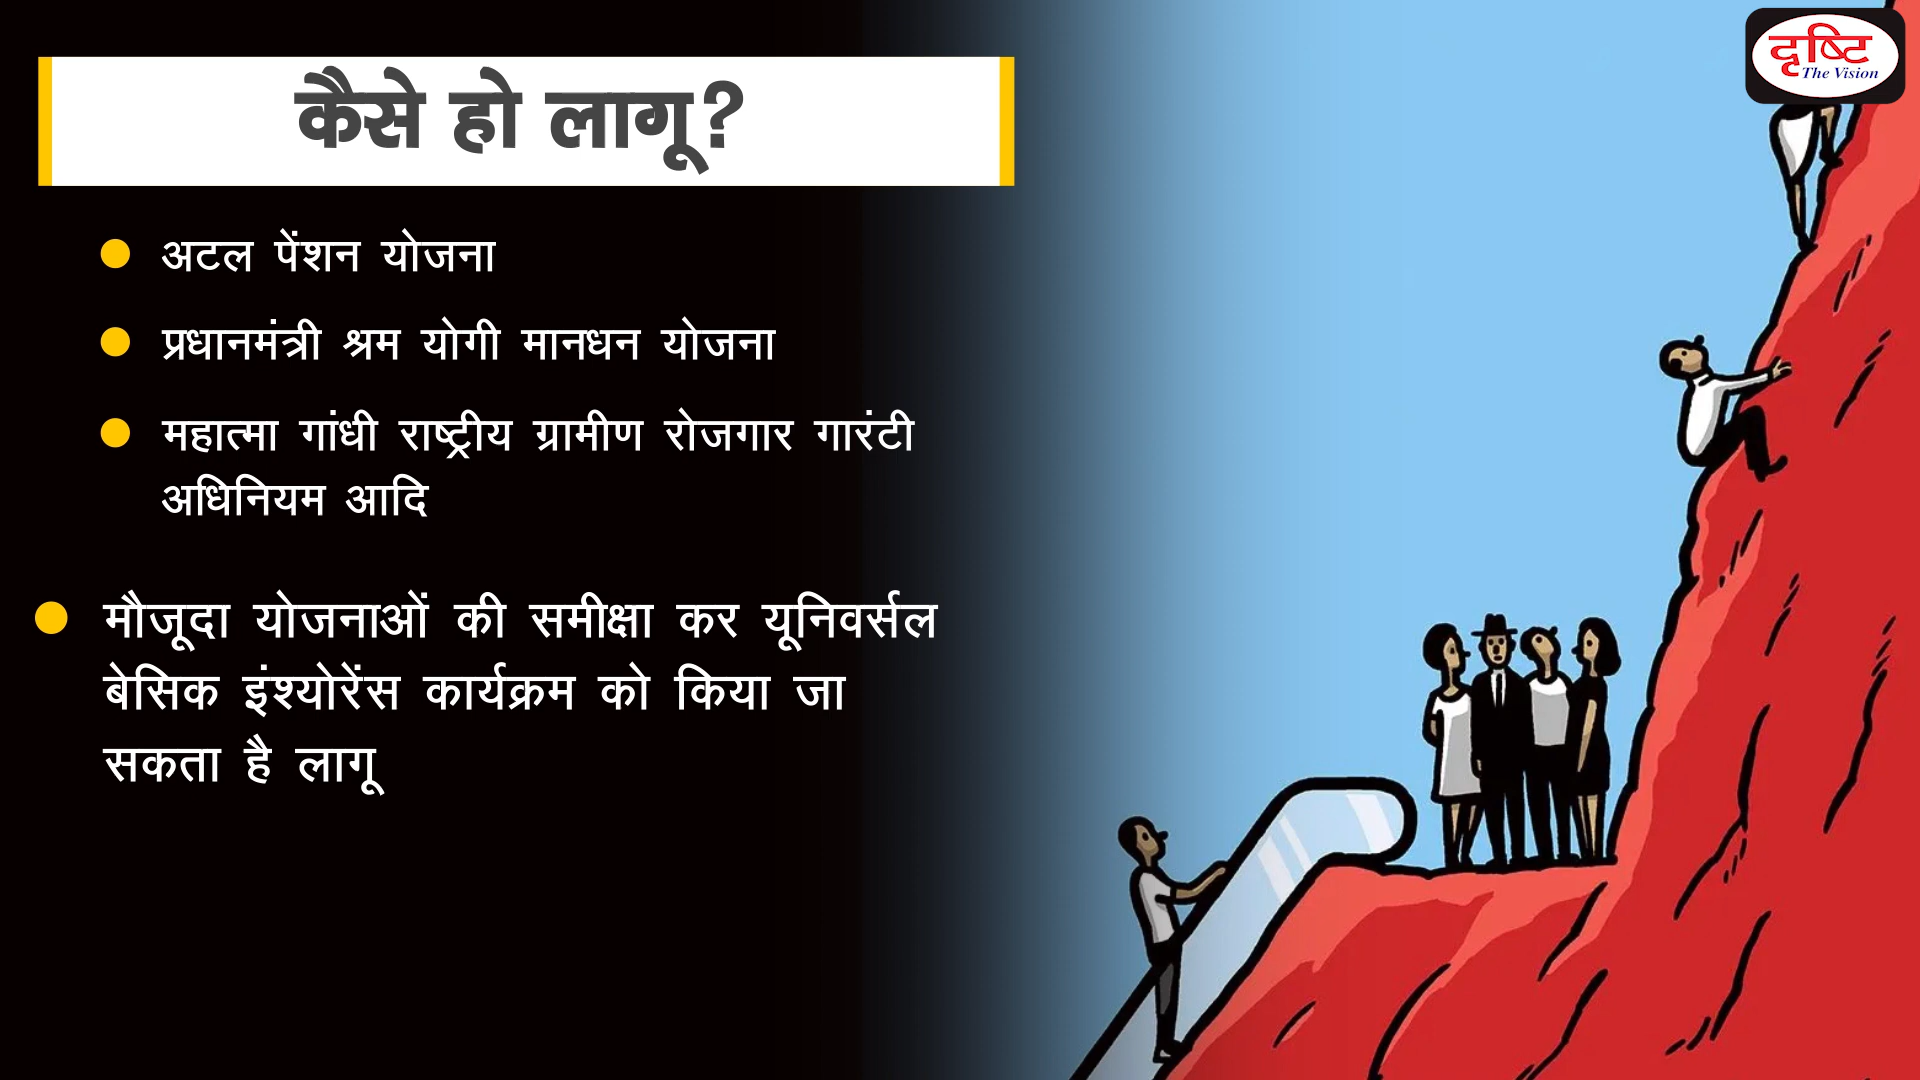 दृष्टि
The Vision
कैसे हो लागू?
अटल पेंशन योजना
प्रधानमंत्री श्रम योगी मानधन योजना
महात्मा गांधी राष्ट्रीय ग्रामीण रोजगार गारंटी
अधिनियम आदि
मौजूदा योजनाओं की समीक्षा कर यूनिवर्सल
बेसिक इंश्योरेंस कार्यक्रम को किया जा
सकता है लागू